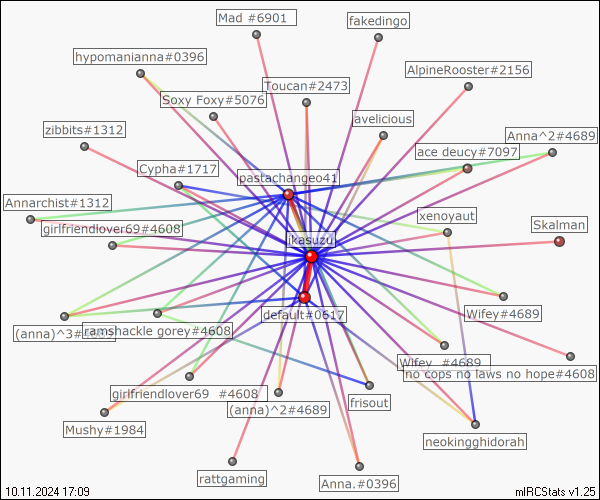 Mad #6901
fakedingo
hypomanianna#0396
AlpineRooster#2156
Toucan#2473
Soxy Foxy#5076
avelicious
zibbits#1312
Anna^2#4689
ace deucy#7097
Cypha#1717
pastachangeo41
Annarchist#1312
xenoyaut
Skalman
girlfriendlover69#4608
ikasuzu
Wifey#4689
default#0617
(anna)^3#4689
ramshackle gorey#4608
Wifey_#4689
no cops no laws no hope#4608
girlfriendlover69_#4608
frisout
(anna)^2#4689
Mushy#1984
neokingghidorah
rattgaming
Anna.#0396
10.11.2024 17:09
mIRCStats v1.25